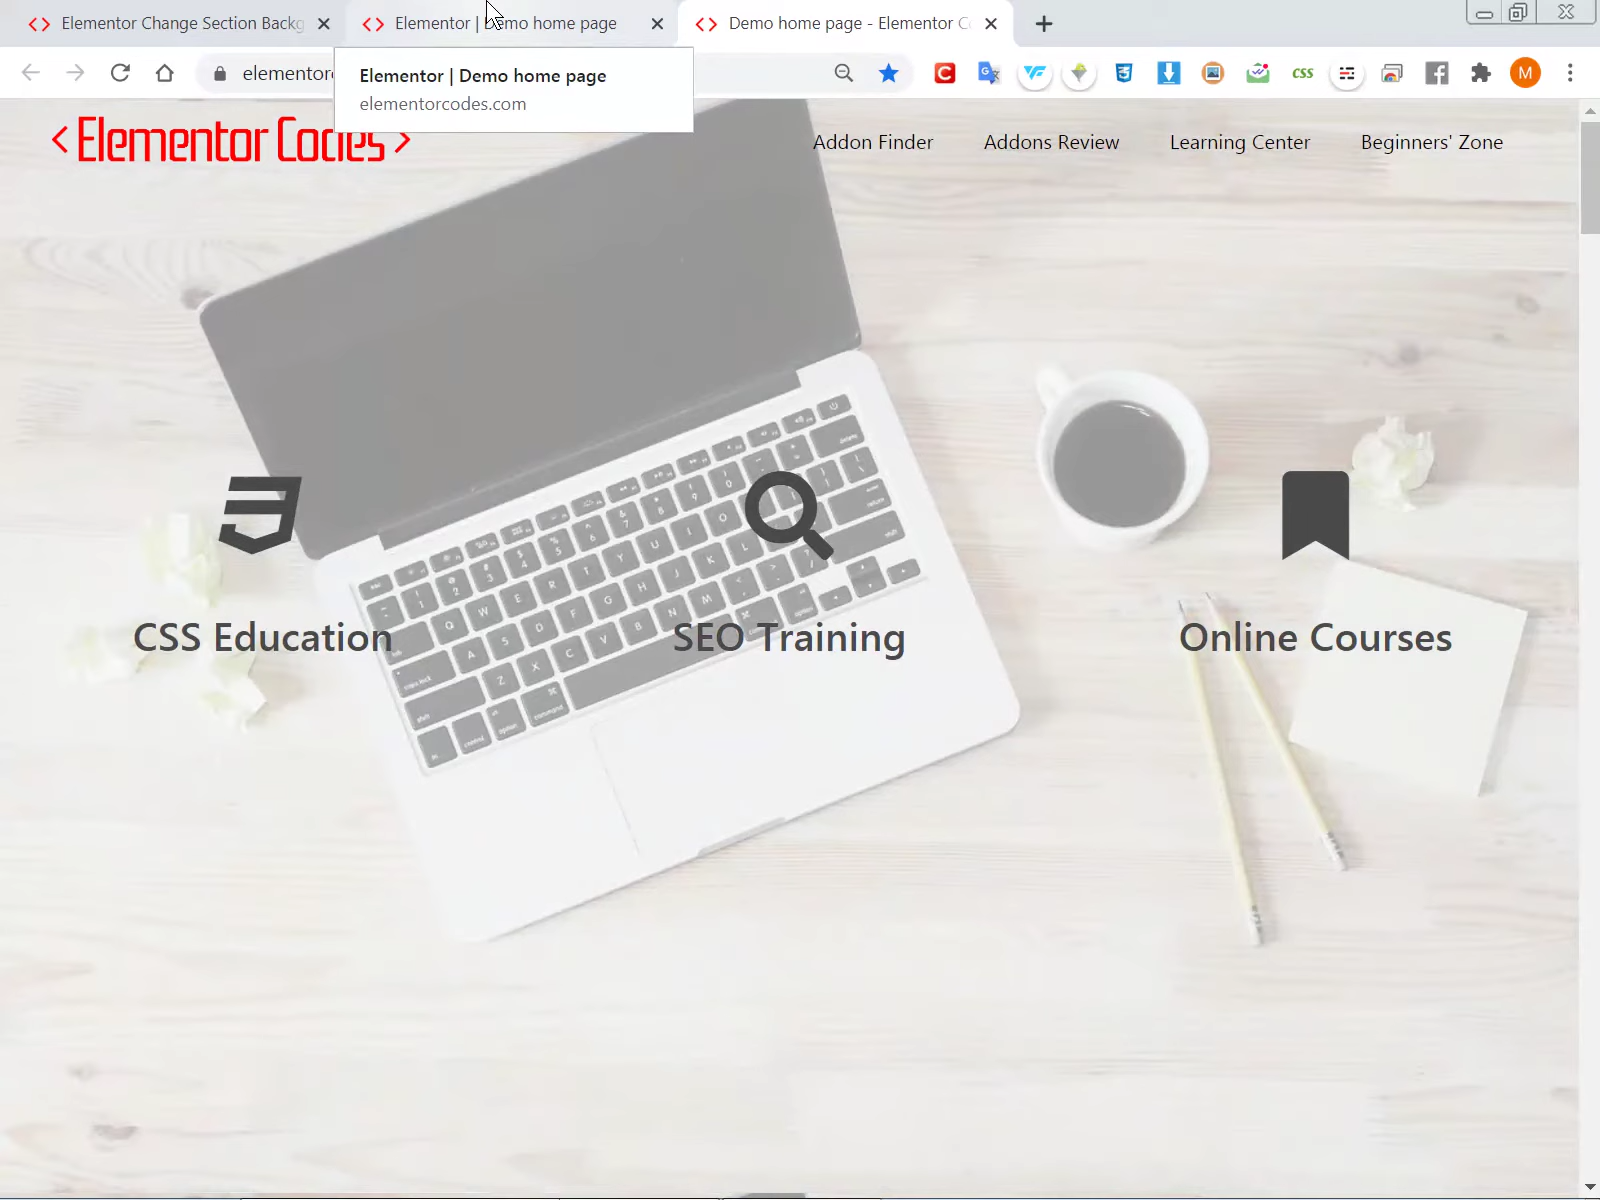 Elementor Change Section Backg
Elementor | Demo home page
Demo home page - Elementor C
elementor
M
Elementor | Demo home page
elementorcodes.com
<Elementor Codes>
Addon Finder
Addons Review
Learning Center
Beginners' Zone
CSS Education
SEO Training
Online Courses